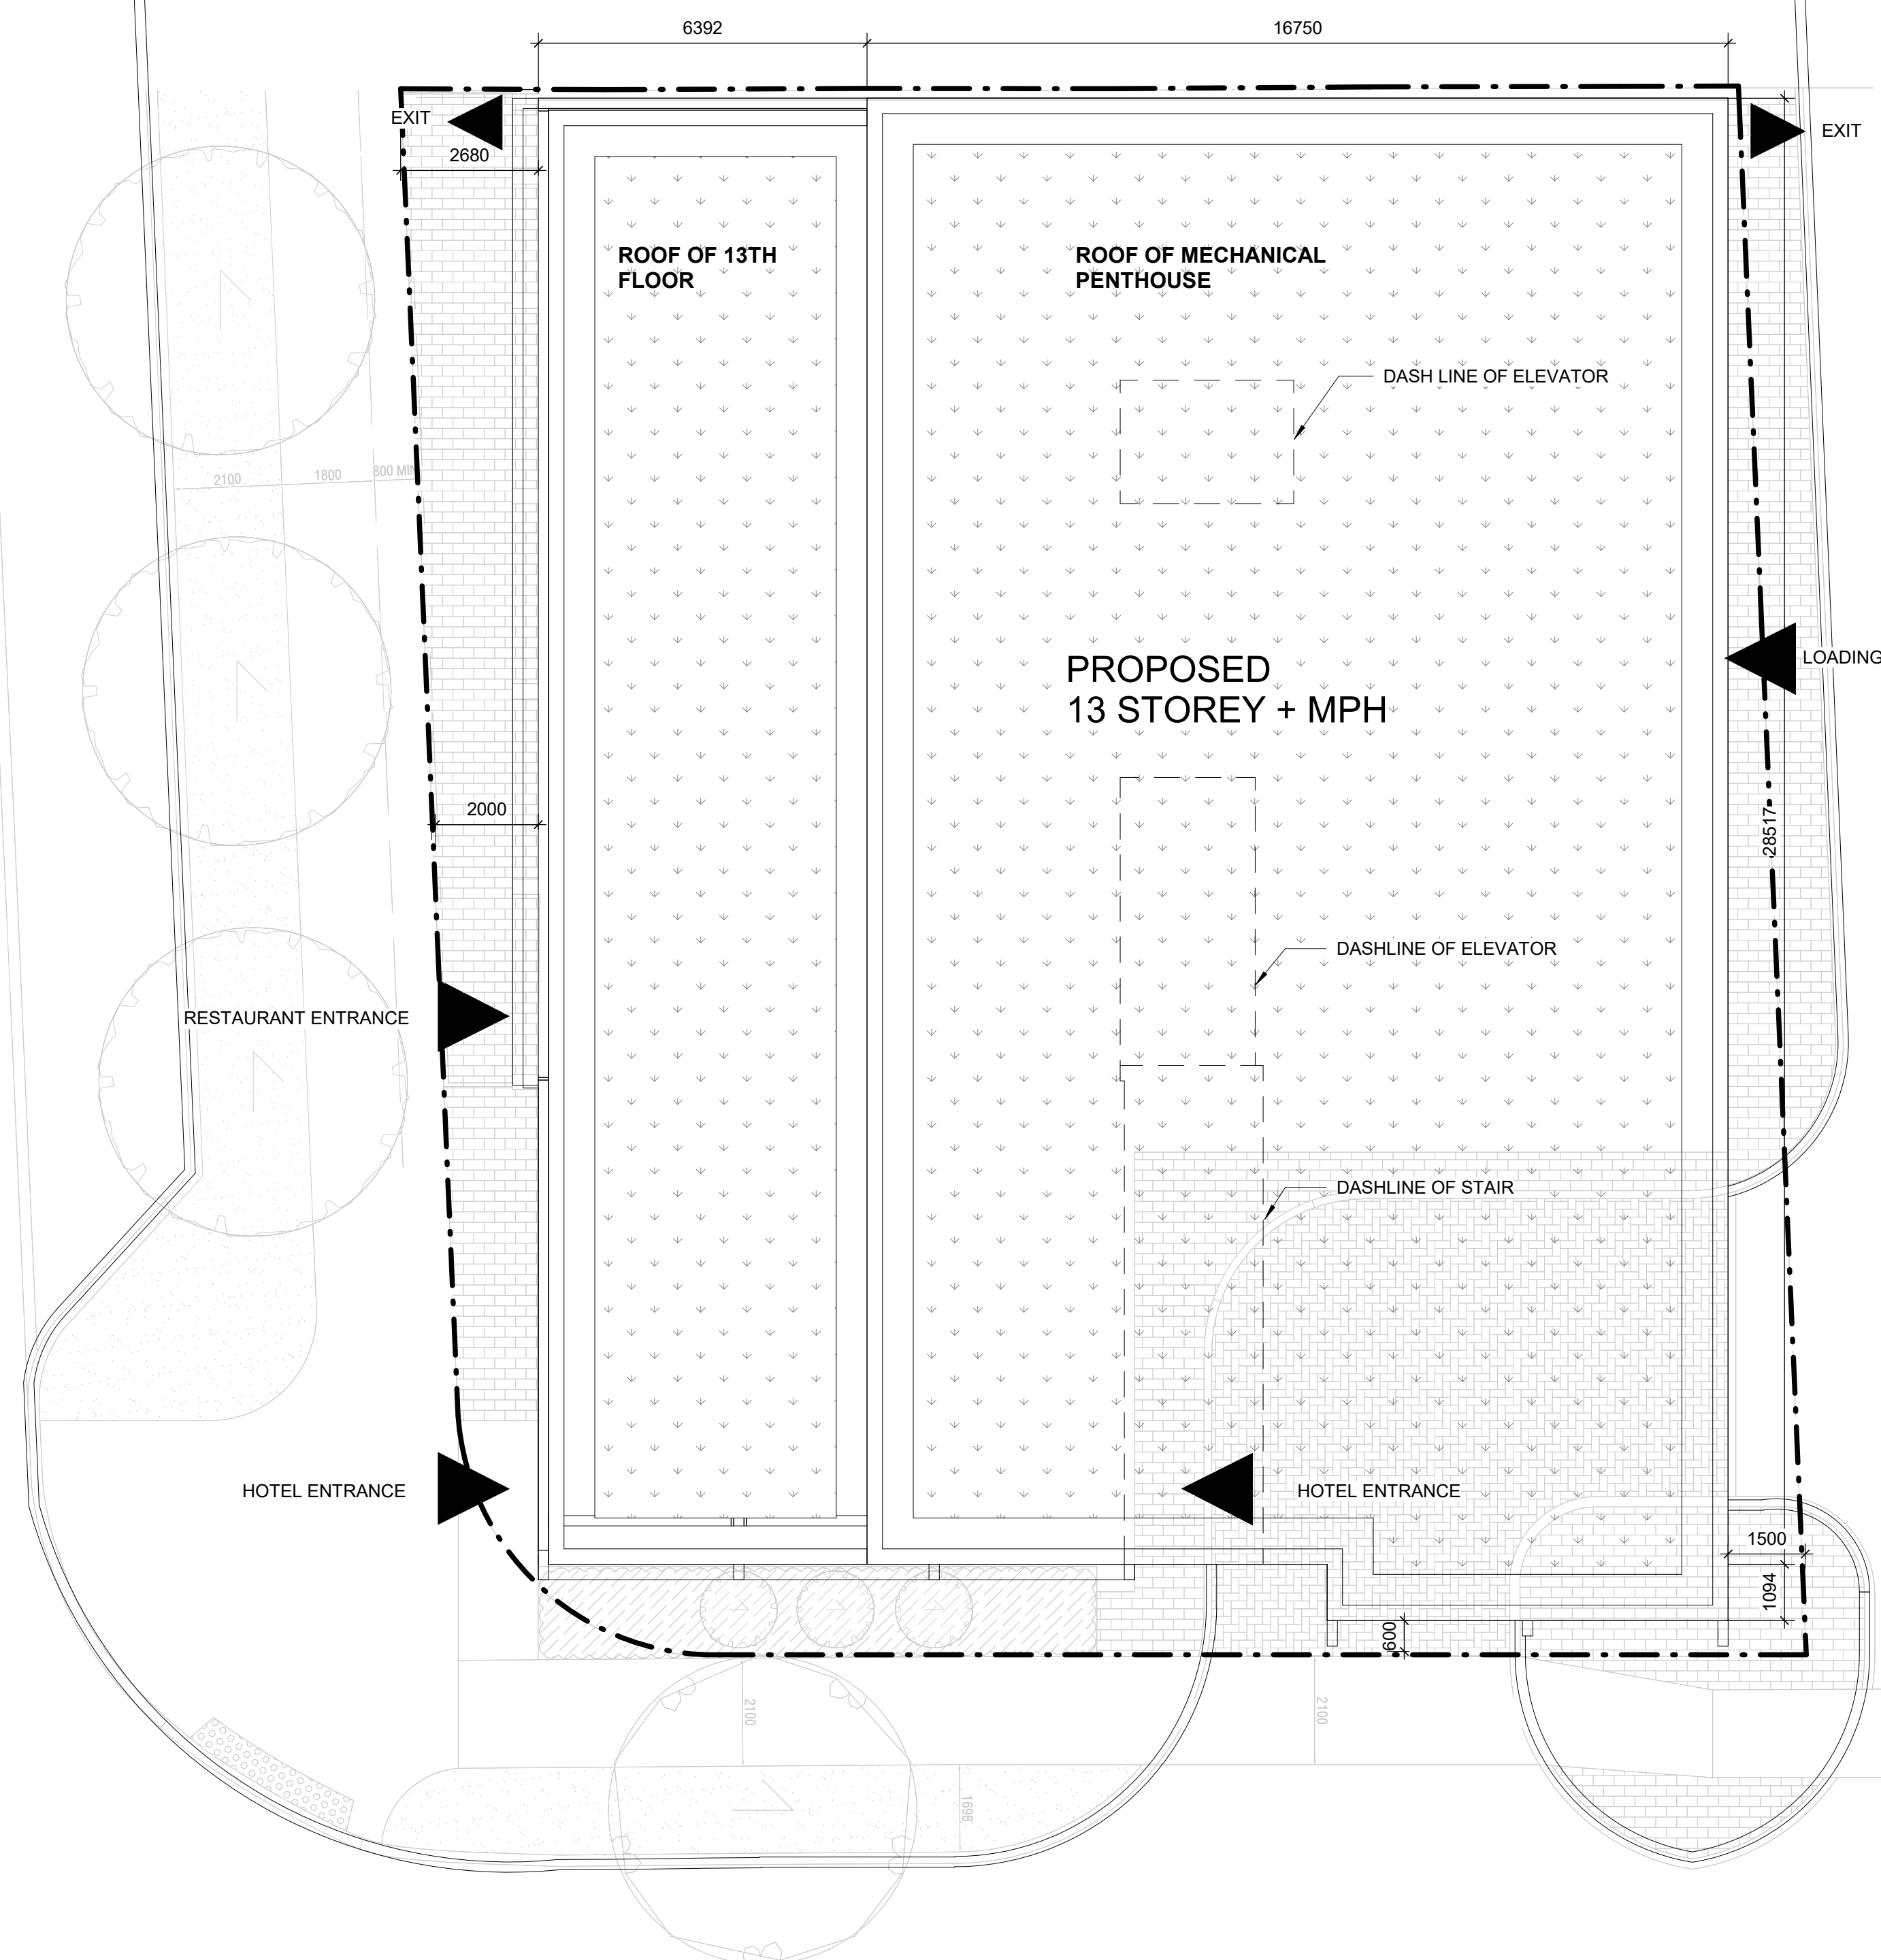 6392
16750
EXIT
EXIT
2680
ROOF OF 13TH
FLOOR
ROOF OF MECHANICAL
PENTHOUSE
DASH LINE OF ELEVATOR
2100
1800
800 MIN
PROPOSED
13 STOREY + MPH
LOADING
2000
28517
DASHLINE OF ELEVATOR
RESTAURANT ENTRANCE
DASHLINE OF STAIR
HOTEL ENTRANCE
HOTEL ENTRANCE
1500
1094
600
2100
2100
1698